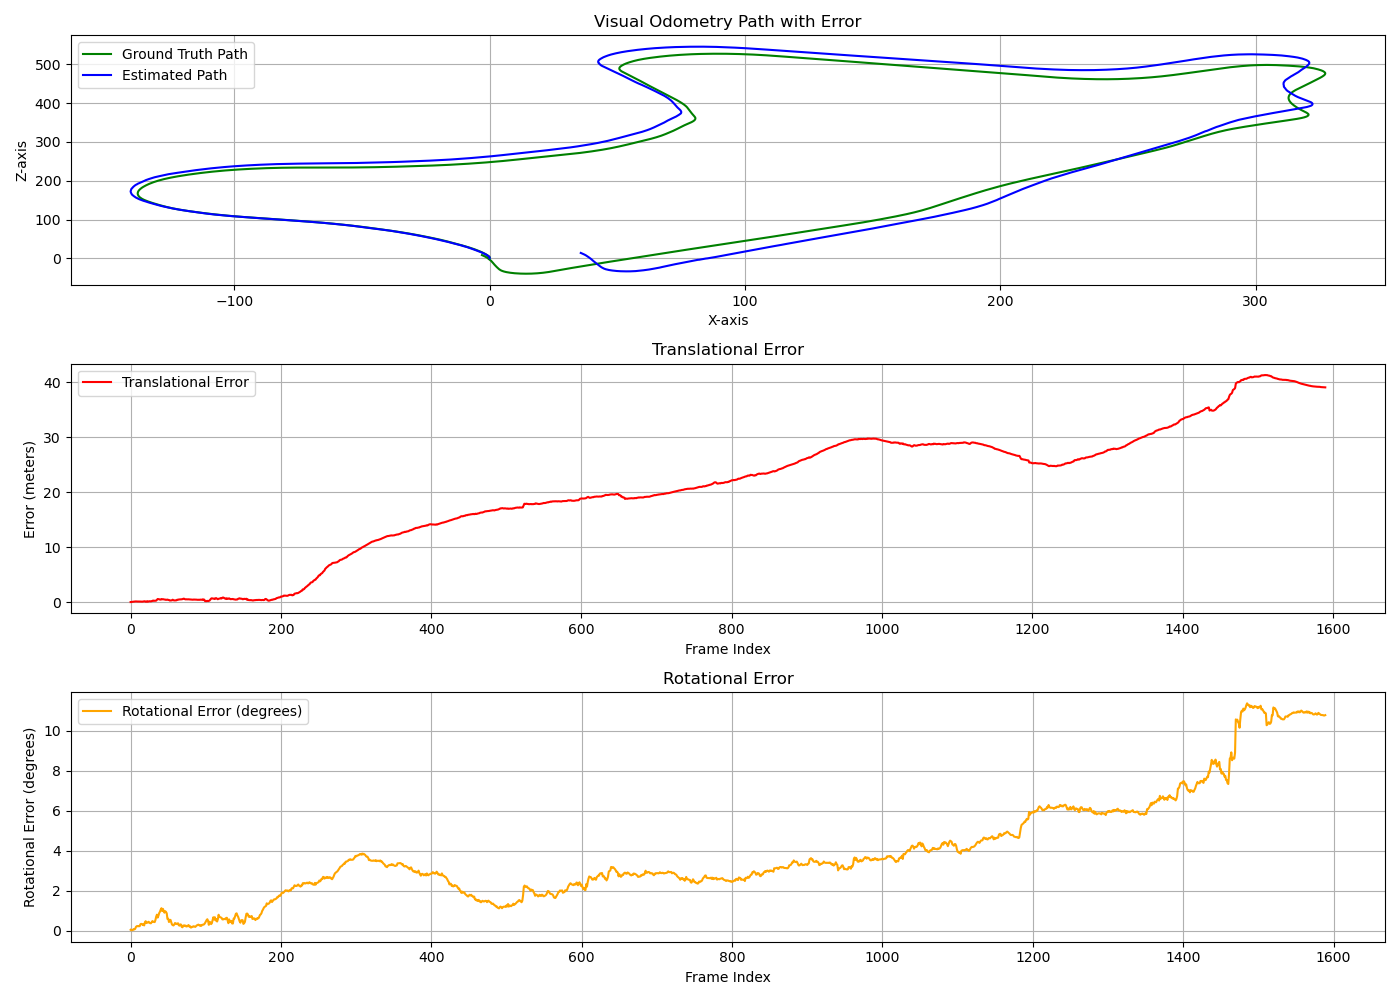 Visual Odometry Path with Error
Ground Truth Path
Estimated Path
Z-axis
500
400
300
200
100
0
−100 0 100 200 300
X-axis
Translational Error
Translational Error
Error (meters)
40
30
20
10
0
0 200 400 600 800 1000 1200 1400 1600
Frame Index
Rotational Error
Rotational Error (degrees)
Rotational Error (degrees)
10
8
6
4
2
0
0 200 400 600 800 1000 1200 1400 1600
Frame Index